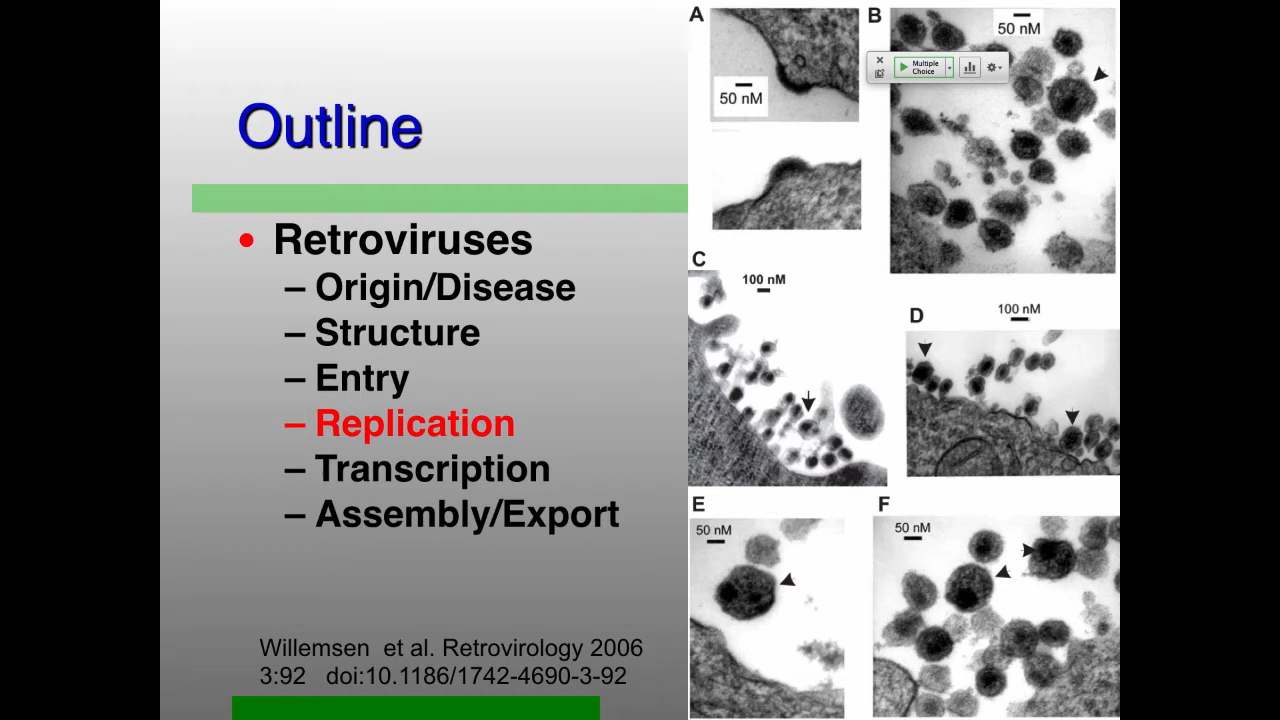 Outline
• Retroviruses
– Origin/Disease
– Structure
– Entry
– Replication
– Transcription
– Assembly/Export
Willemsen et al. Retrovirology 2006
3:92 doi:10.1186/1742-4690-3-92
A
50 nM
B
50 nM
Multiple
Choice
C
100 nM
D
100 nM
E
50 nM
F
50 nM